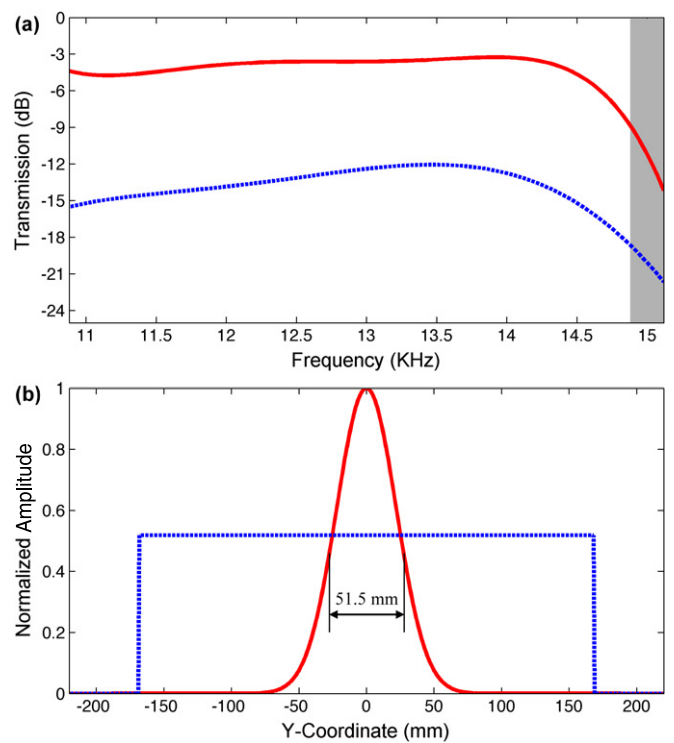 (a)
0
-3
-6
-9
-12
-15
-18
-21
-24
Transmission (dB)
11 11.5 12 12.5 13 13.5 14 14.5 15
Frequency (KHz)
(b)
1
0.8
0.6
0.4
0.2
0
Normalized Amplitude
51.5 mm
-200 -150 -100 -50 0 50 100 150 200
Y-Coordinate (mm)